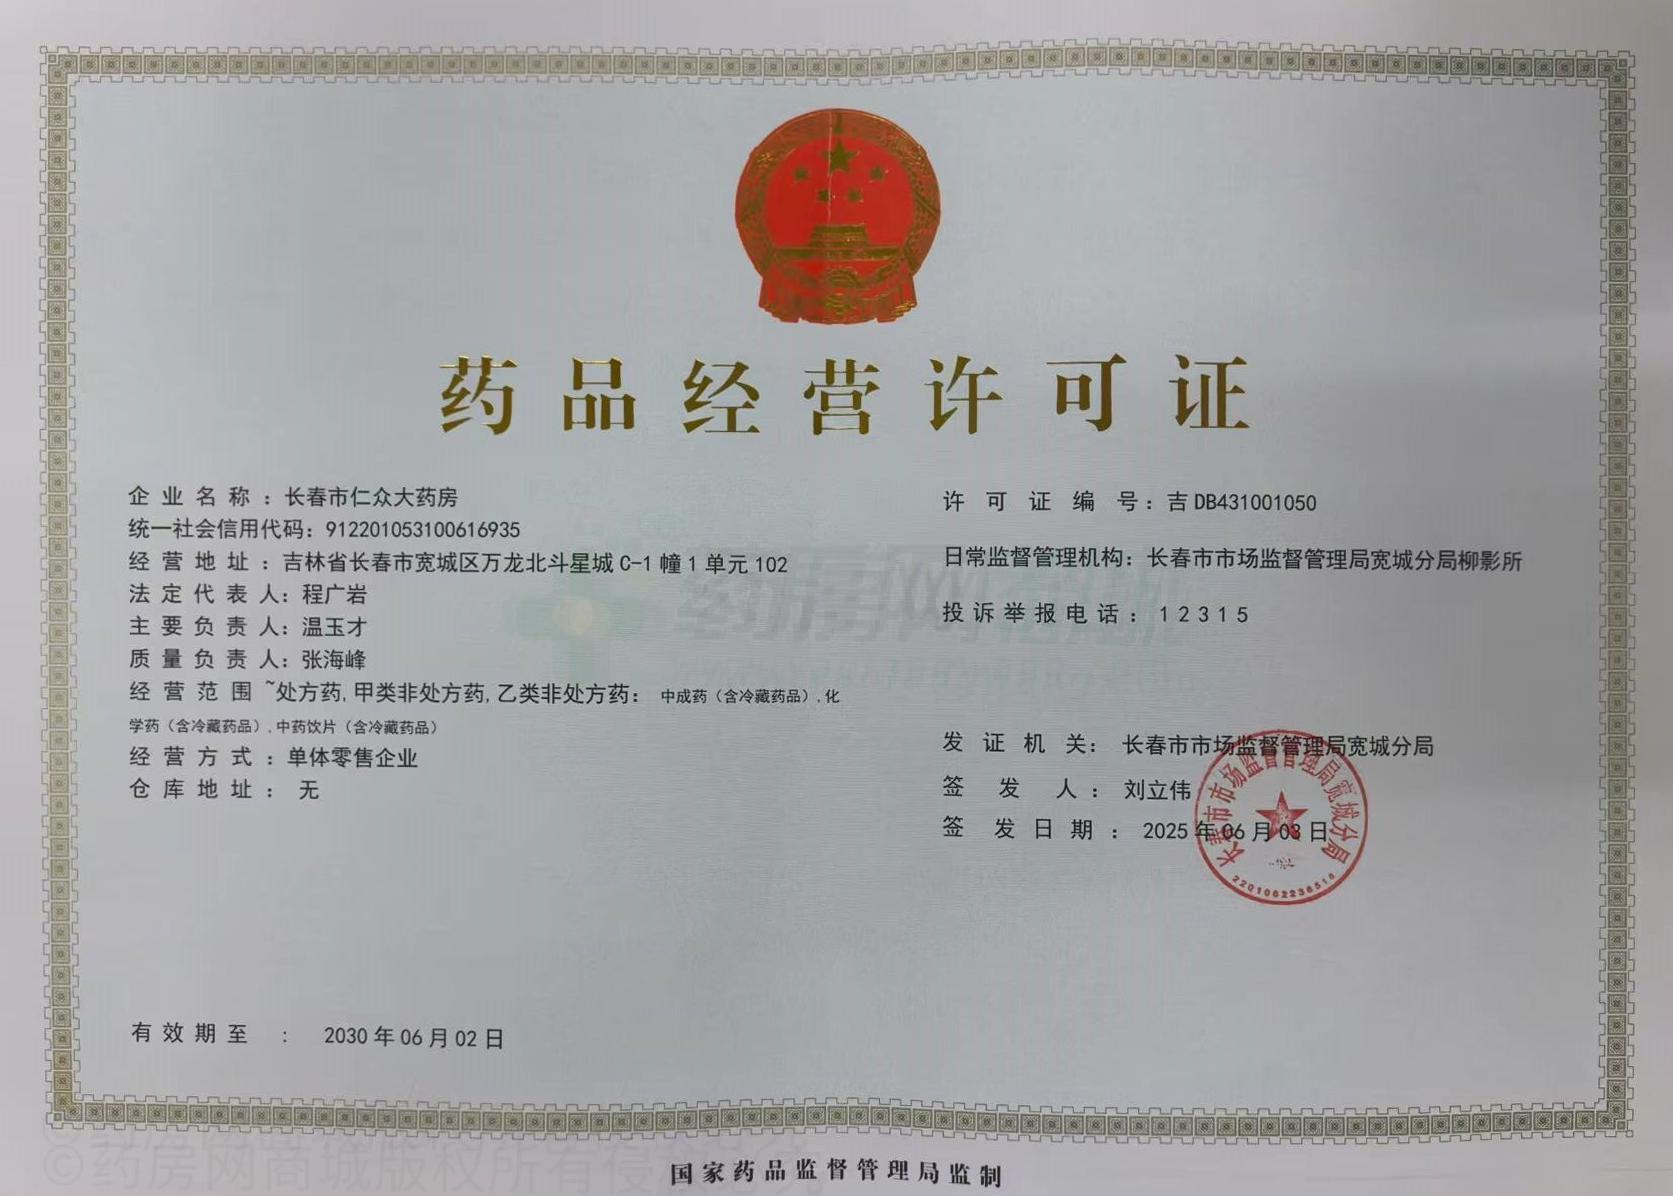 药品经营许可证
企业名称：长春市仁众大药房
统一社会信用代码：912201053100616935
经营地址：吉林省长春市宽城区万龙北斗星城C-1幢1单元102
法定代表人：程广岩
主要负责人：温玉才
质量负责人：张海峰
经营范围~处方药,甲类非处方药,乙类非处方药：中成药（含冷藏药品）,化
学药（含冷藏药品）,中药饮片（含冷藏药品）
经营方式：单体零售企业
仓库地址：无
许可证编号：吉DB431001050
日常监督管理机构：长春市市场监督管理局宽城分局柳影所
投诉举报电话：12315
发证机关：长春市市场监督管理局宽城分局
签发人：刘立伟
签发日期：2025年06月03日
长春市市场监督管理局宽城分局
有效期至：2030年06月02日
国家药品监督管理局监制
©药房网商城版权所有侵